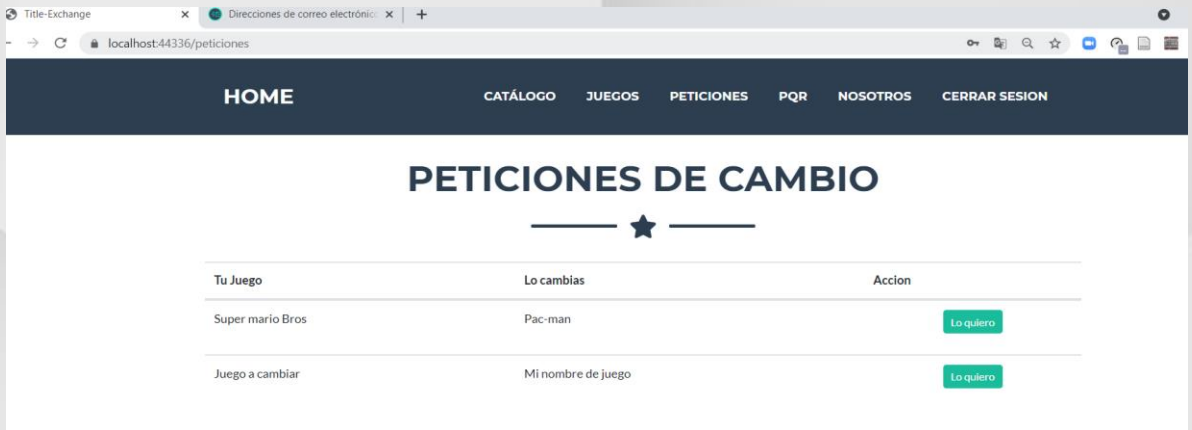 Title-Exchange
Direcciones de correo electrónic
localhost:44336/peticiones
HOME CATÁLOGO JUEGOS PETICIONES PQR NOSOTROS CERRAR SESION
PETICIONES DE CAMBIO
Tu Juego Lo cambias Accion
Super mario Bros Pac-man Lo quiero
Juego a cambiar Mi nombre de juego Lo quiero